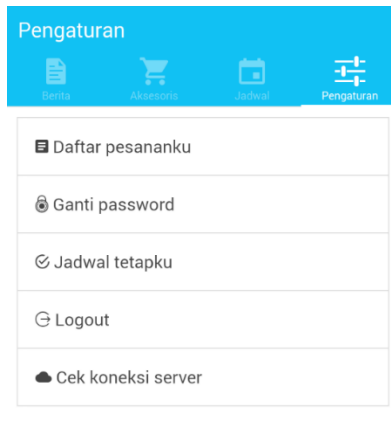 Pengaturan
Berita Aksesoris Jadwal Pengaturan
Daftar pesananku
Ganti password
Jadwal tetapku
Logout
Cek koneksi server